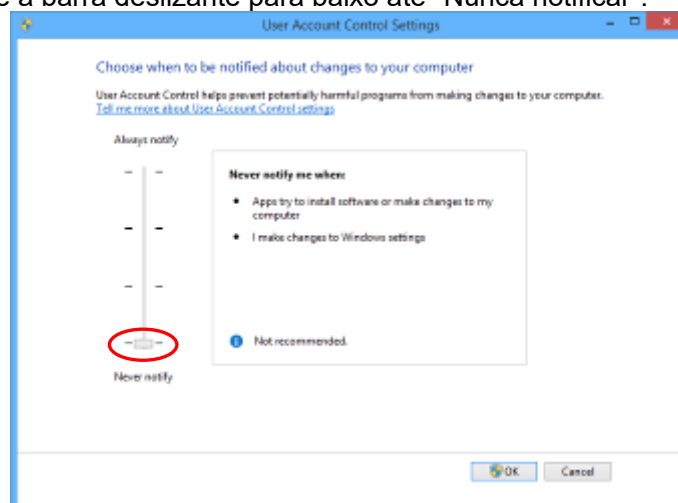 e a barra deslizante para baixo até "Nunca notificar".
User Account Control Settings
Choose when to be notified about changes to your computer
User Account Control helps prevent potentially harmful programs from making changes to your computer.
Tell me more about User Account Control settings
Always notify
Never notify me when:
• Apps try to install software or make changes to my
computer
• I make changes to Windows settings
Not recommended.
Never notify
OK Cancel